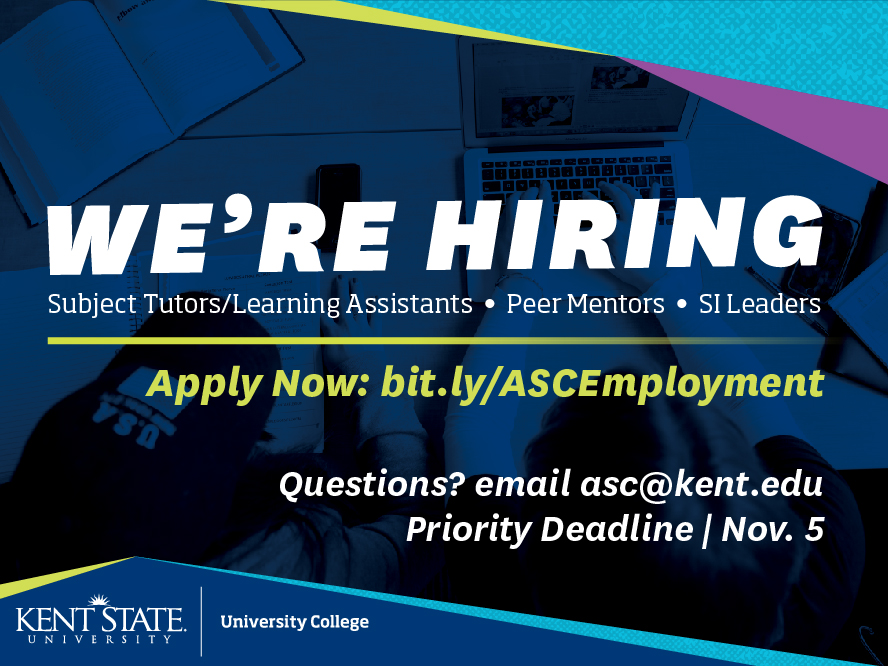 WE'RE HIRING
Subject Tutors/Learning Assistants • Peer Mentors • SI Leaders
Apply Now: bit.ly/ASCEmployment
Questions? email asc@kent.edu
Priority Deadline | Nov. 5
KENT STATE.
UNIVERSITY
University College